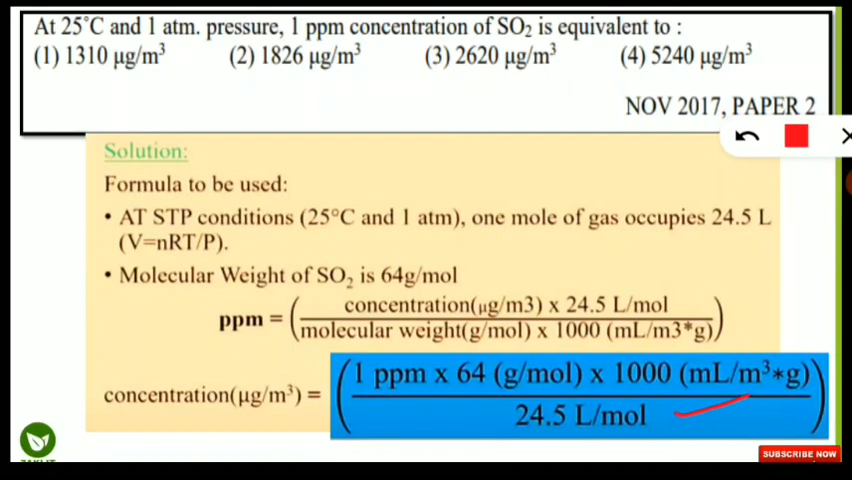 At 25°C and 1 atm. pressure, 1 ppm concentration of SO₂ is equivalent to :
(1) 1310 µg/m³ (2) 1826 µg/m³ (3) 2620 µg/m³ (4) 5240 µg/m³
NOV 2017, PAPER 2
Solution:
Formula to be used:
• AT STP conditions (25°C and 1 atm), one mole of gas occupies 24.5 L
(V=nRT/P).
• Molecular Weight of SO₂ is 64g/mol
ppm = (concentration(µg/m3) x 24.5 L/mol
molecular weight(g/mol) x 1000 (mL/m3*g))
concentration(µg/m³) = (1 ppm x 64 (g/mol) x 1000 (mL/m³*g)
24.5 L/mol)
SUBSCRIBE NOW